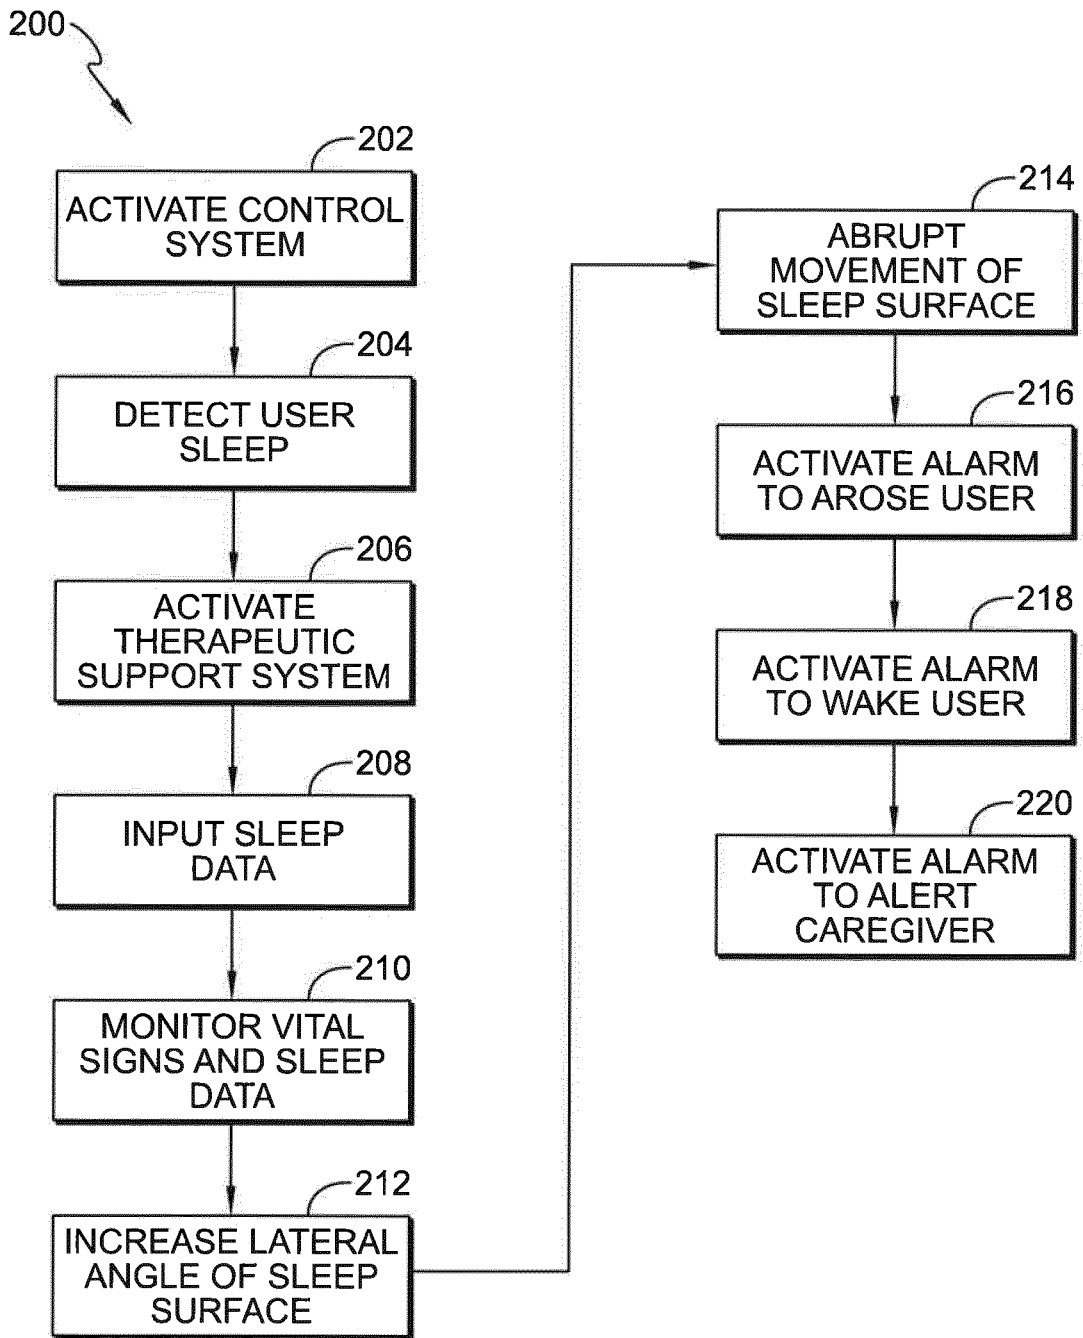 200
202
ACTIVATE CONTROL
SYSTEM
204
DETECT USER
SLEEP
206
ACTIVATE
THERAPEUTIC
SUPPORT SYSTEM
208
INPUT SLEEP
DATA
210
MONITOR VITAL
SIGNS AND SLEEP
DATA
212
INCREASE LATERAL
ANGLE OF SLEEP
SURFACE
214
ABRUPT
MOVEMENT OF
SLEEP SURFACE
216
ACTIVATE ALARM
TO AROSE USER
218
ACTIVATE ALARM
TO WAKE USER
220
ACTIVATE ALARM
TO ALERT
CAREGIVER